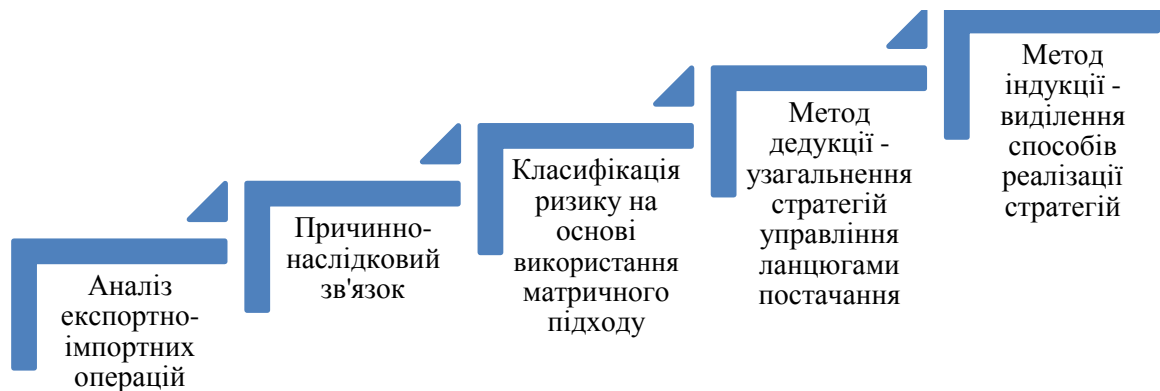 Аналіз
експортно-
імпортних
операцій
Причинно-
наслідковий
зв'язок
Класифікація
ризику на
основі
використання
матричного
підходу
Метод
дедукції -
узагальнення
стратегій
управління
ланцюгами
постачання
Метод
індукції -
виділення
способів
реалізації
стратегій